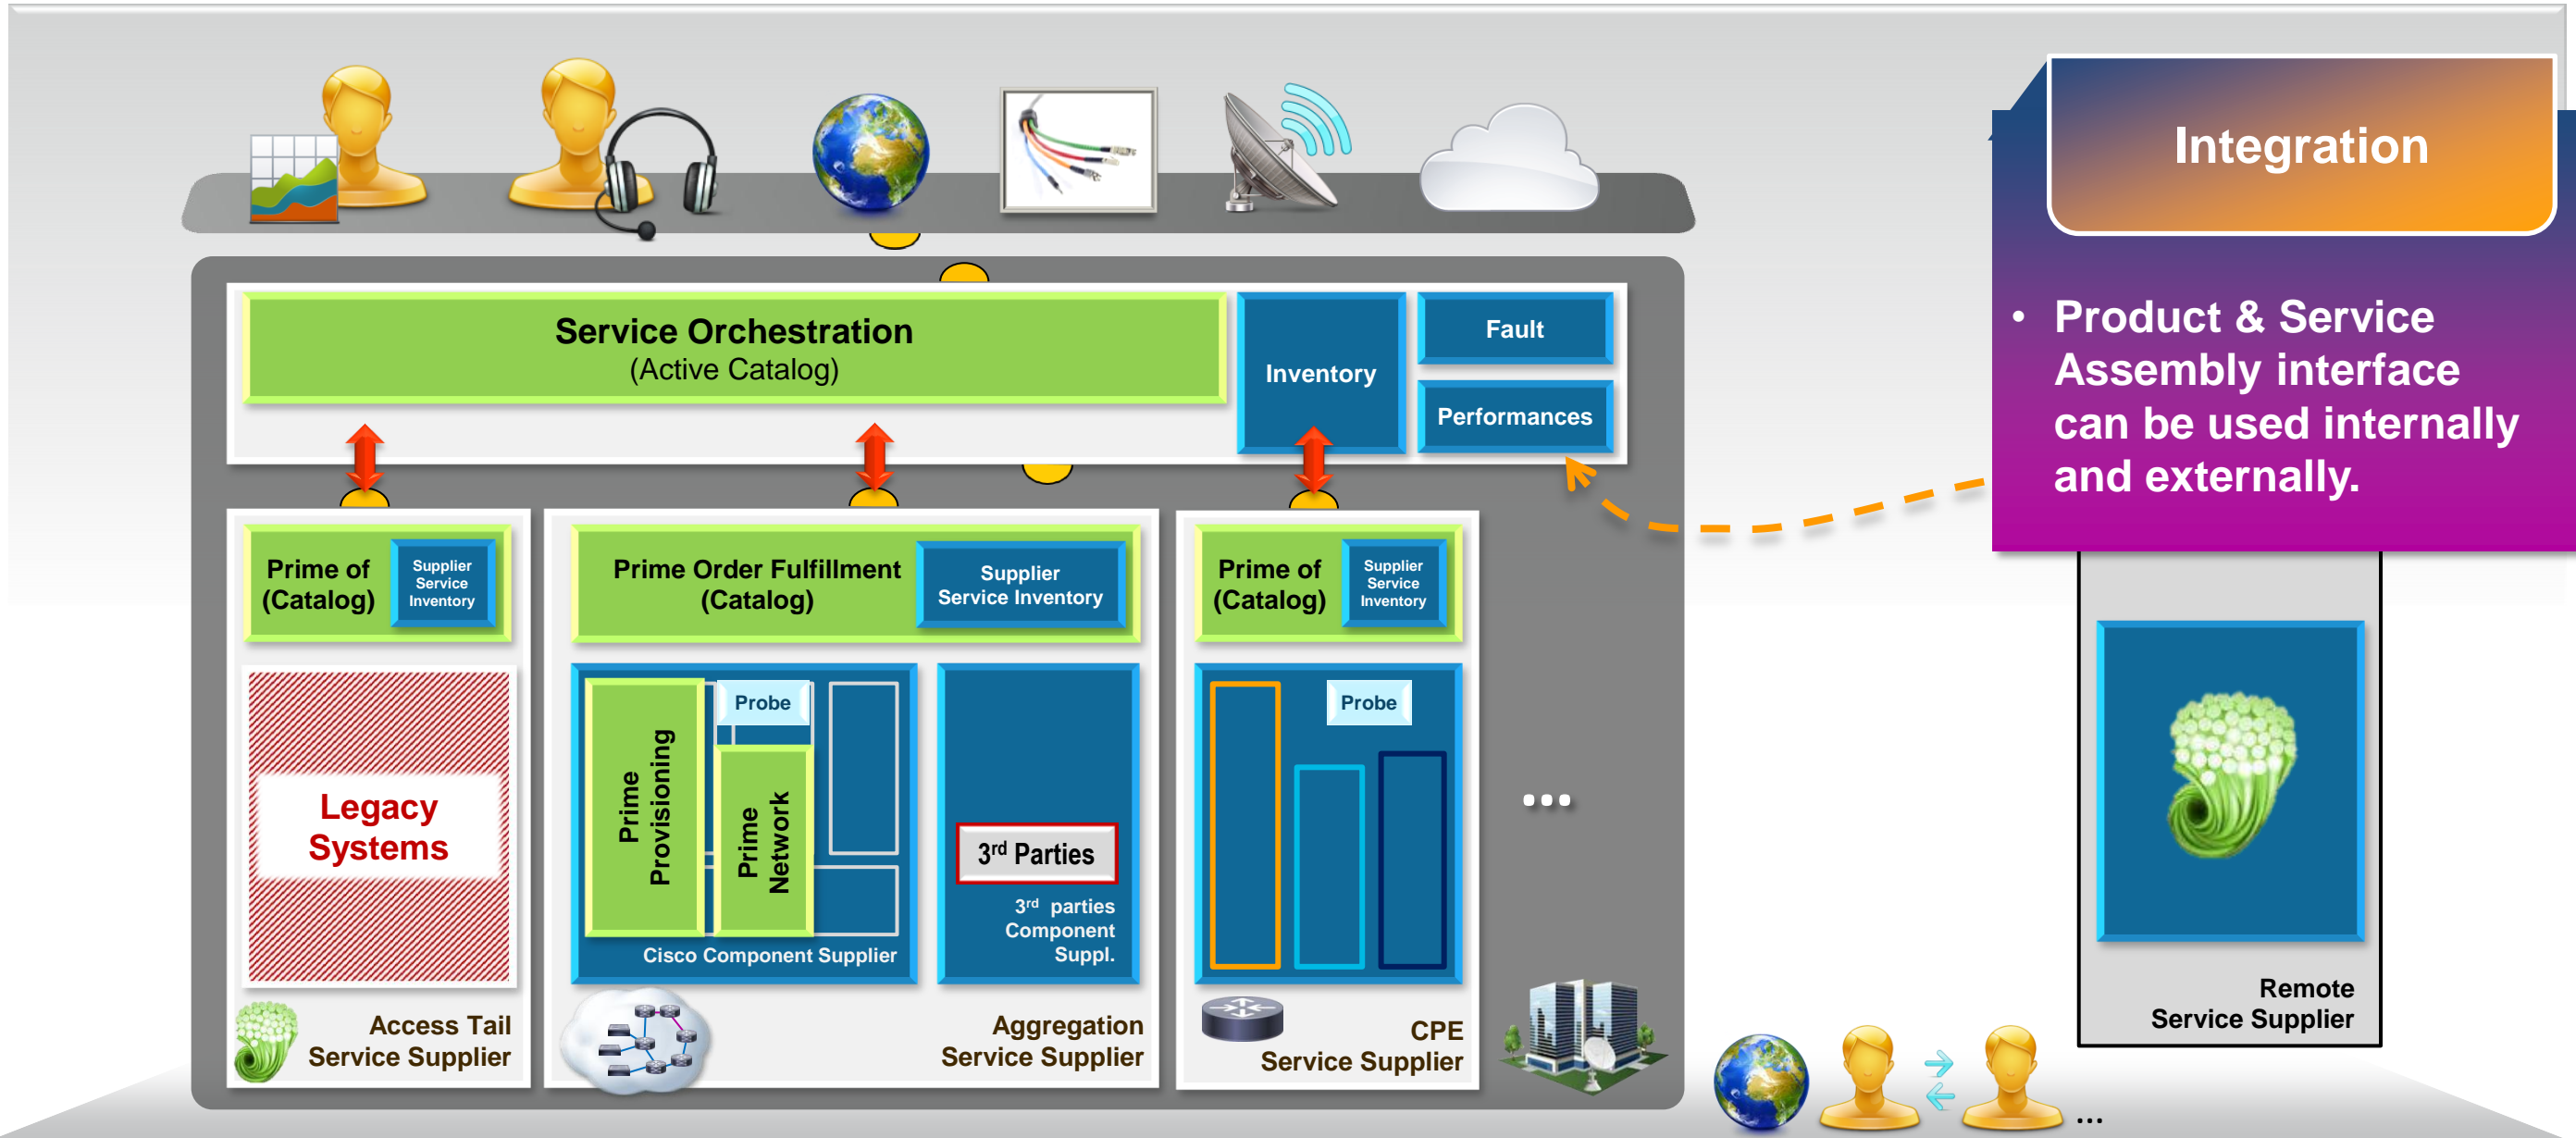 Integration
• Product & Service
Assembly interface
can be used internally
and externally.
Service Orchestration
(Active Catalog)
Inventory
Fault
Performances
Prime of
(Catalog)
Supplier
Service
Inventory
Legacy
Systems
Access Tail
Service Supplier
Prime Order Fulfillment
(Catalog)
Supplier
Service Inventory
Prime
Provisioning
Probe
Prime
Network
Cisco Component Supplier
3rd Parties
3rd parties
Component
Suppl.
Aggregation
Service Supplier
Prime of
(Catalog)
Supplier
Service
Inventory
Probe
CPE
Service Supplier
...
Remote
Service Supplier
...